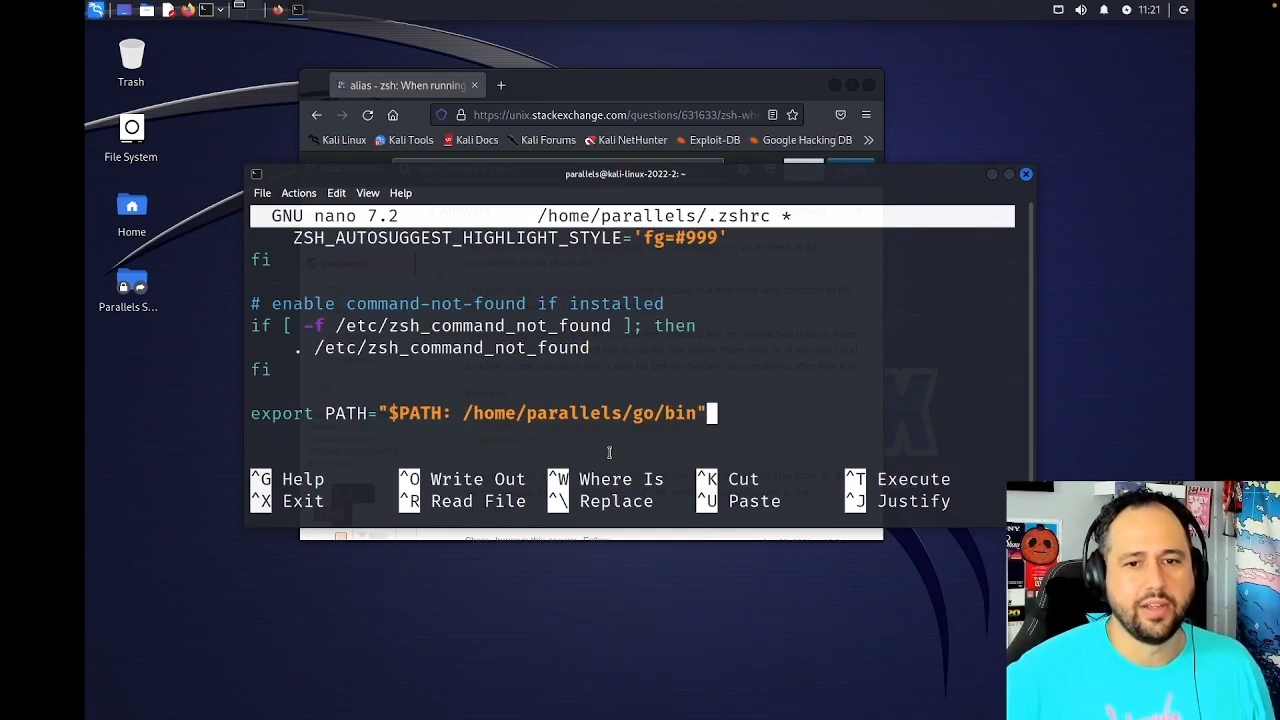 11:21
Trash
File System
Home
Parallels S...
alias - zsh: When running
https://unix.stackexchange.com/questions/631633/zsh-whe
Kali Linux Kali Tools Kali Docs Kali Forums Kali NetHunter Exploit-DB Google Hacking DB
parallels@kali-linux-2022-2: ~
File Actions Edit View Help
GNU nano 7.2 /home/parallels/.zshrc *
ZSH_AUTOSUGGEST_HIGHLIGHT_STYLE='fg=#999'
fi
# enable command-not-found if installed
if [ -f /etc/zsh_command_not_found ]; then
. /etc/zsh_command_not_found
fi
export PATH="$PATH: /home/parallels/go/bin"
^G Help ^O Write Out ^W Where Is ^K Cut ^T Execute
^X Exit ^R Read File ^\ Replace ^U Paste ^J Justify